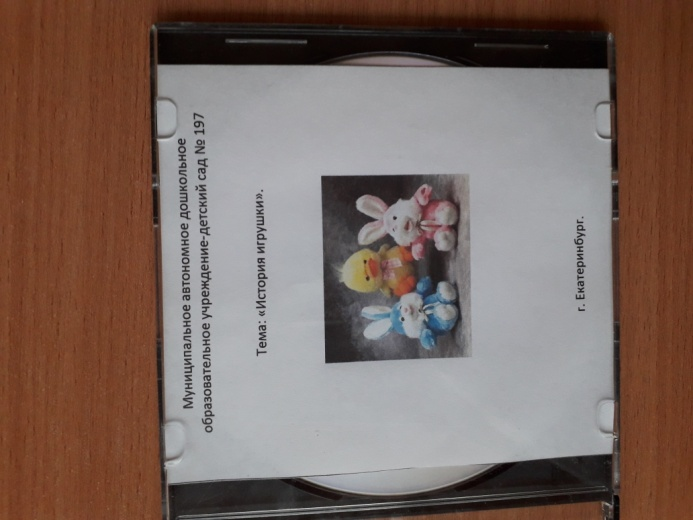 Муниципальное автономное дошкольное
образовательное учреждение-детский сад № 197
Тема: «История игрушки».
г. Екатеринбург.